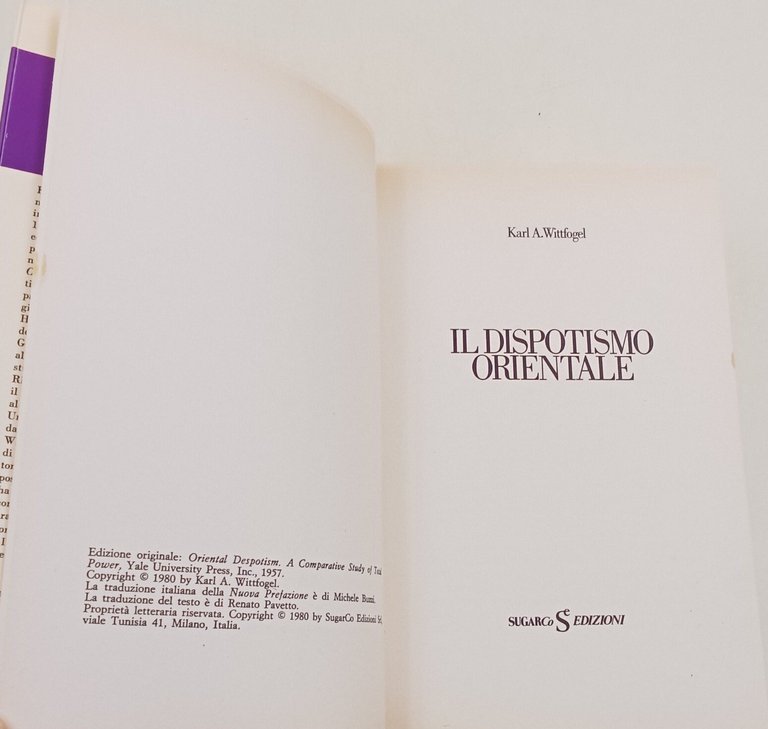 Edizione originale: Oriental Despotism. A Comparative Study of
Power, Yale University Press, Inc., 1957.
Copyright © 1980 by Karl A. Wittfogel.
La traduzione italiana della Nuova Prefazione è di Michele
La traduzione del testo è di Renato Pavetto.
Proprietà letteraria riservata. Copyright © 1980 by SugarCo Edizioni
viale Tunisia 41, Milano, Italia.
Karl A. Wittfogel
IL DISPOTISMO
ORIENTALE
SUGARCo EDIZIONI